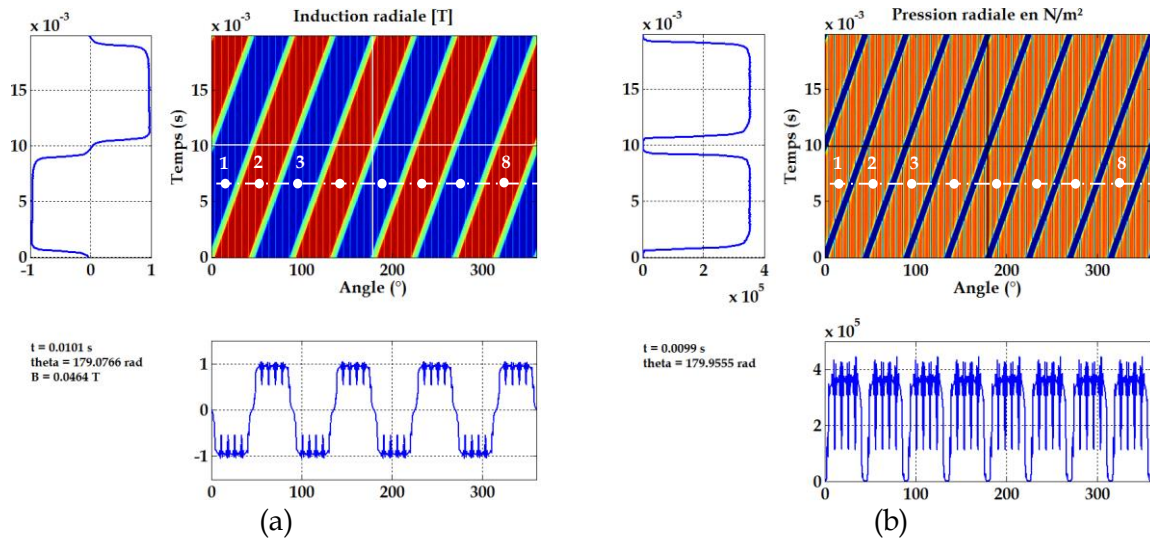 Induction radiale [T]
x 10⁻³
x 10⁻³
15
10
5
0
-1
0
1
Temps (s)
15
10
5
0
1
2
3
8
0
100
200
300
Angle (°)
t = 0.0101 s
theta = 179.0766 rad
B = 0.0464 T
1
0
-1
0
100
200
300
(a)
Pression radiale en N/m²
x 10⁻³
x 10⁻³
15
10
5
0
0
2
4
x 10⁵
Temps (s)
15
10
5
0
1
2
3
8
0
100
200
300
Angle (°)
t = 0.0099 s
theta = 179.9555 rad
x 10⁵
4
2
0
0
100
200
300
(b)